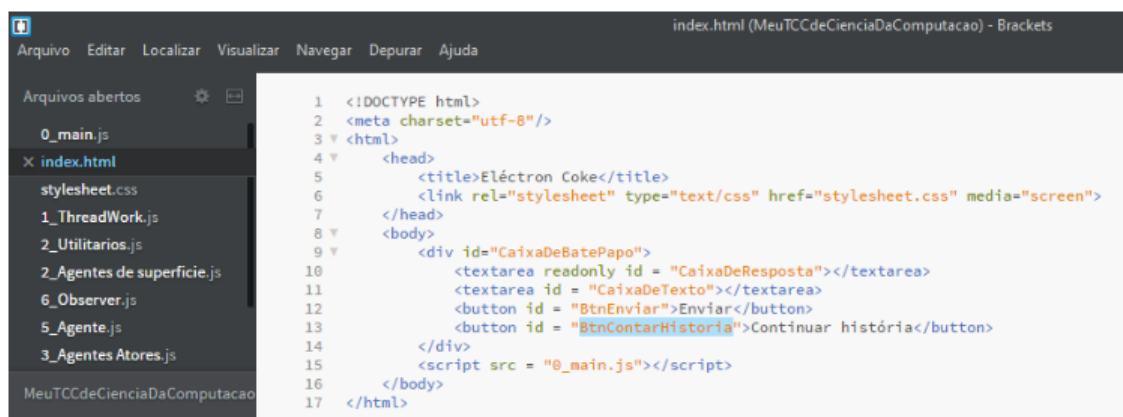 index.html (MeuTCCdeCienciaDaComputacao) - Brackets
Arquivo Editar Localizar Visualizar Navegar Depurar Ajuda
Arquivos abertos
0_main.js
× index.html
stylesheet.css
1_ThreadWork.js
2_Utilitarios.js
2_Agentes de superficie.js
6_Observer.js
5_Agente.js
3_Agentes Atores.js
MeuTCCdeCienciaDaComputacao
1 <!DOCTYPE html>
2 <meta charset="utf-8"/>
3 <html>
4 <head>
5 <title>Eléctron Coke</title>
6 <link rel="stylesheet" type="text/css" href="stylesheet.css" media="screen">
7 </head>
8 <body>
9 <div id="CaixaDeBatePapo">
10 <textarea readonly id = "CaixaDeResposta"></textarea>
11 <textarea id = "CaixaDeTexto"></textarea>
12 <button id = "BtnEnviar">Enviar</button>
13 <button id = "BtnContarHistoria">Continuar história</button>
14 </div>
15 <script src = "0_main.js"></script>
16 </body>
17 </html>